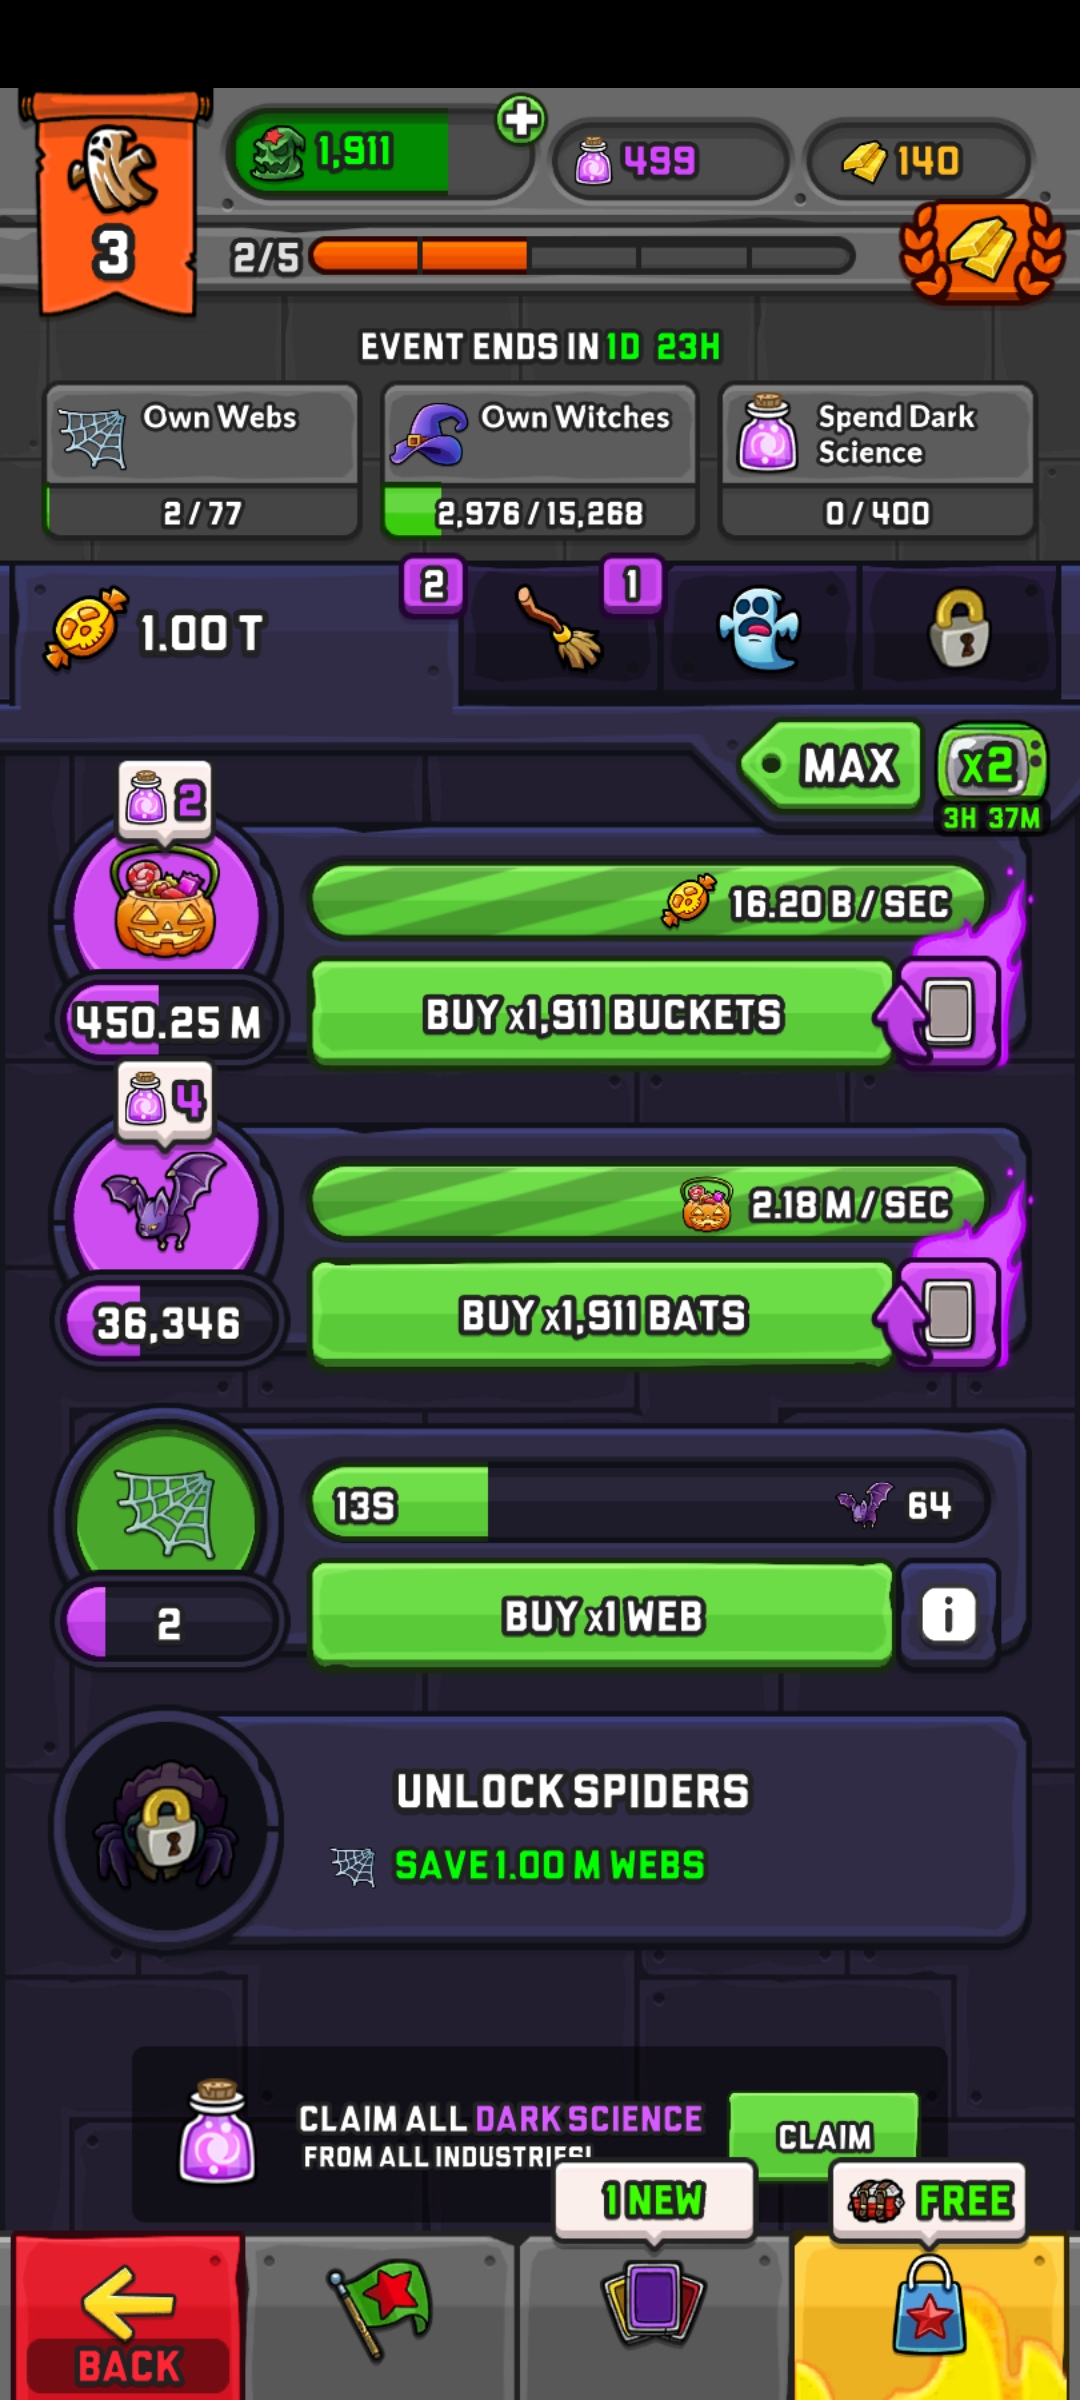 1,911
499
140
3
2/5
EVENT ENDS IN 1D 23H
Own Webs
2/77
Own Witches
2,976/15,268
Spend Dark
Science
0/400
1.00 T
2
1
MAX
x2
3H 37M
2
16.20 B/SEC
450.25 M
BUY x1,911 BUCKETS
4
2.18 M/SEC
36,346
BUY x1,911 BATS
13S
64
2
BUY x1 WEB
i
UNLOCK SPIDERS
SAVE 1.00 M WEBS
CLAIM ALL DARK SCIENCE
FROM ALL INDUSTRIES!
CLAIM
1 NEW
FREE
BACK